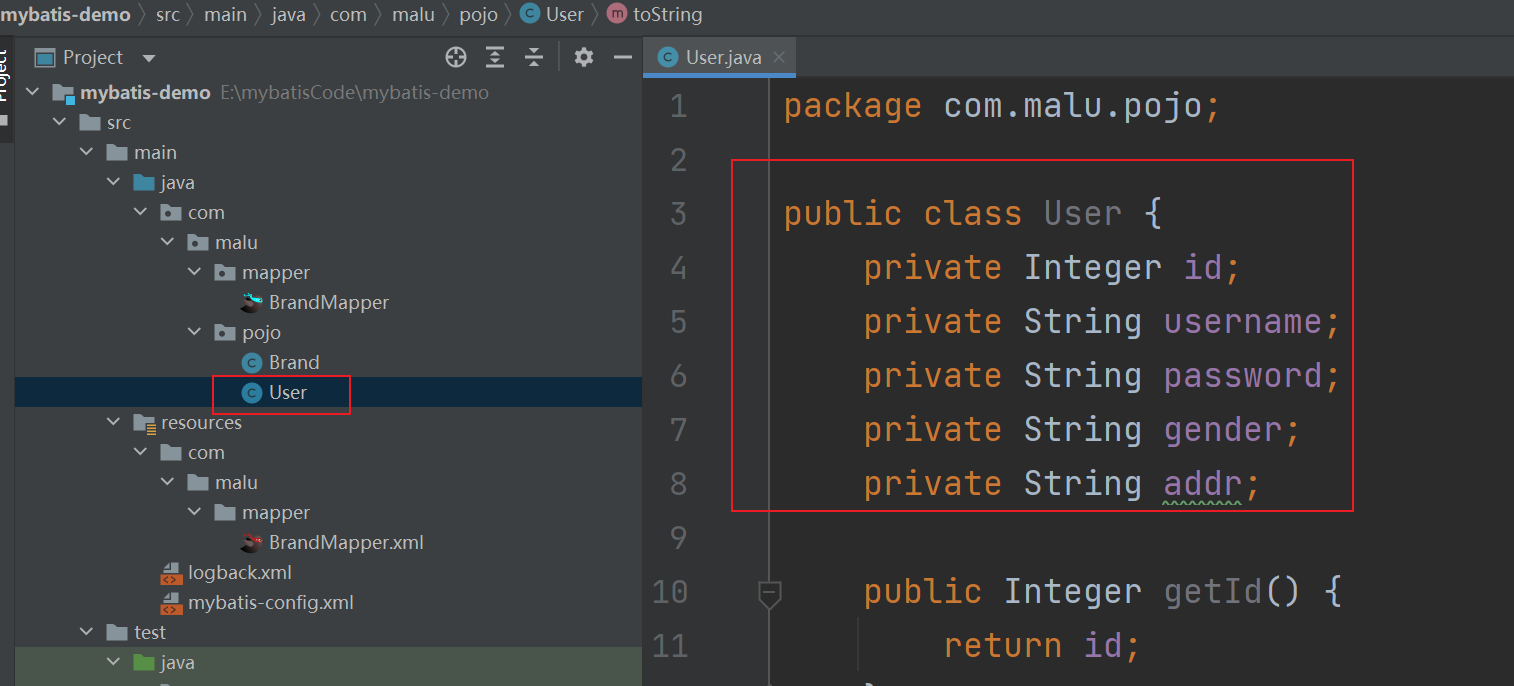 mybatis-demo src main java com malu pojo User toString
Project
Project
mybatis-demo E:\mybatisCode\mybatis-demo
src
main
java
com
malu
mapper
BrandMapper
pojo
Brand
User
resources
com
malu
mapper
BrandMapper.xml
logback.xml
mybatis-config.xml
test
java
User.java
1 package com.malu.pojo;
2
3 public class User {
4 private Integer id;
5 private String username;
6 private String password;
7 private String gender;
8 private String addr;
9
10 public Integer getId() {
11 return id;